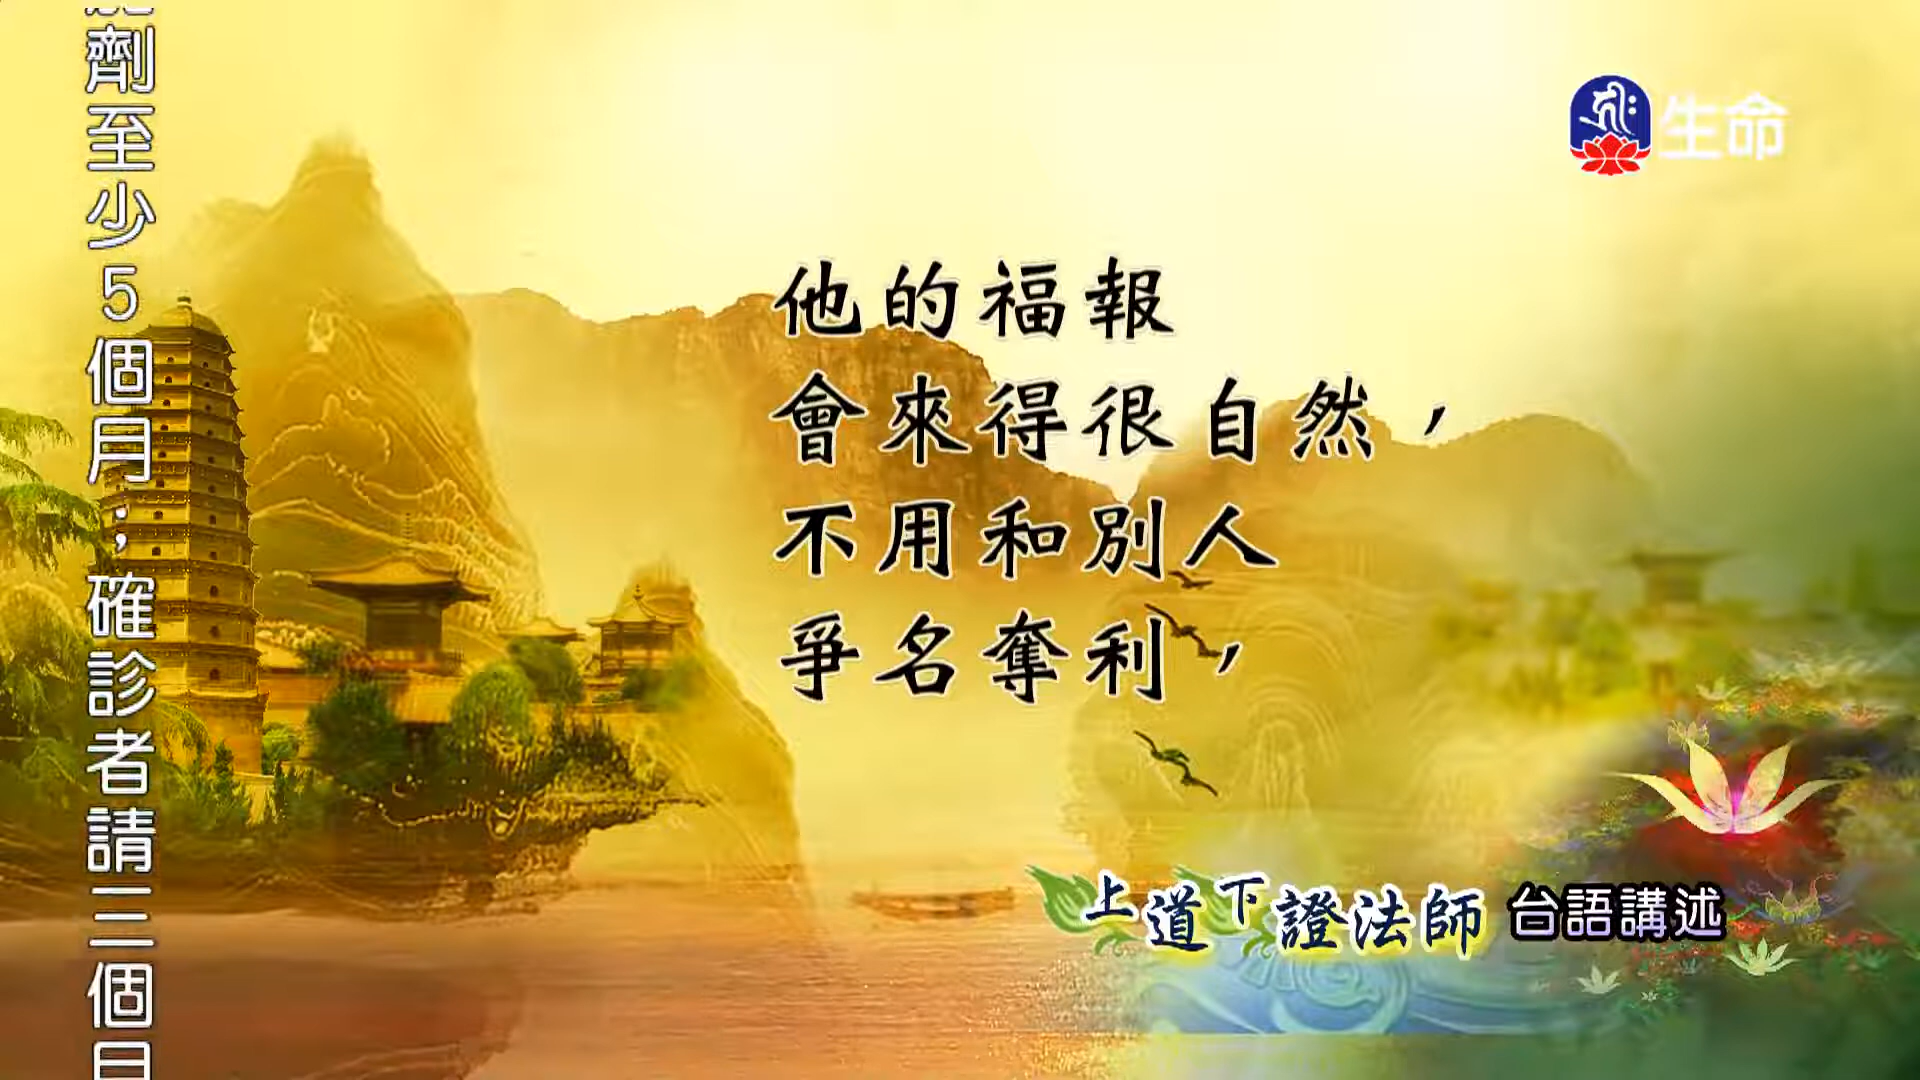 生命
他的福報
會來得很自然，
不用和別人
爭名奪利，
上道下證法師 台語講述
劑至少5個月；確診者請三個